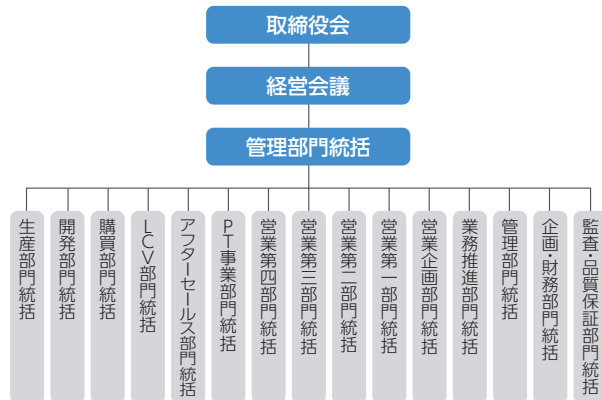 取締役会
経営会議
管理部門統括
生産部門統括
開発部門統括
購買部門統括
LCV部門統括
アフターセールス部門統括
PT事業部門統括
営業第四部門統括
営業第三部門統括
営業第二部門統括
営業第一部門統括
営業企画部門統括
業務推進部門統括
管理部門統括
企画・財務部門統括
監査・品質保証部門統括